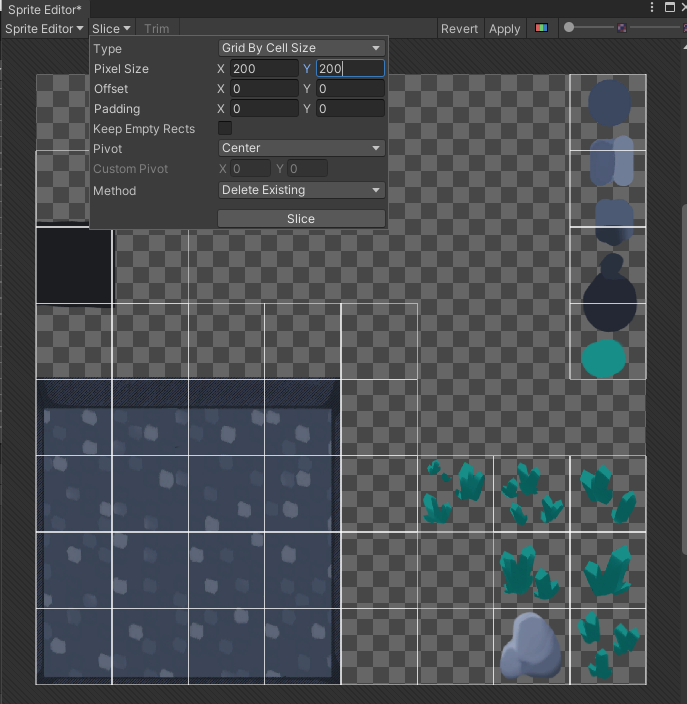 Sprite Editor*
Sprite Editor Slice Trim Revert Apply
Type Grid By Cell Size
Pixel Size X 200 Y 200
Offset X 0 Y 0
Padding X 0 Y 0
Keep Empty Rects
Pivot Center
Custom Pivot X 0 Y 0
Method Delete Existing
Slice